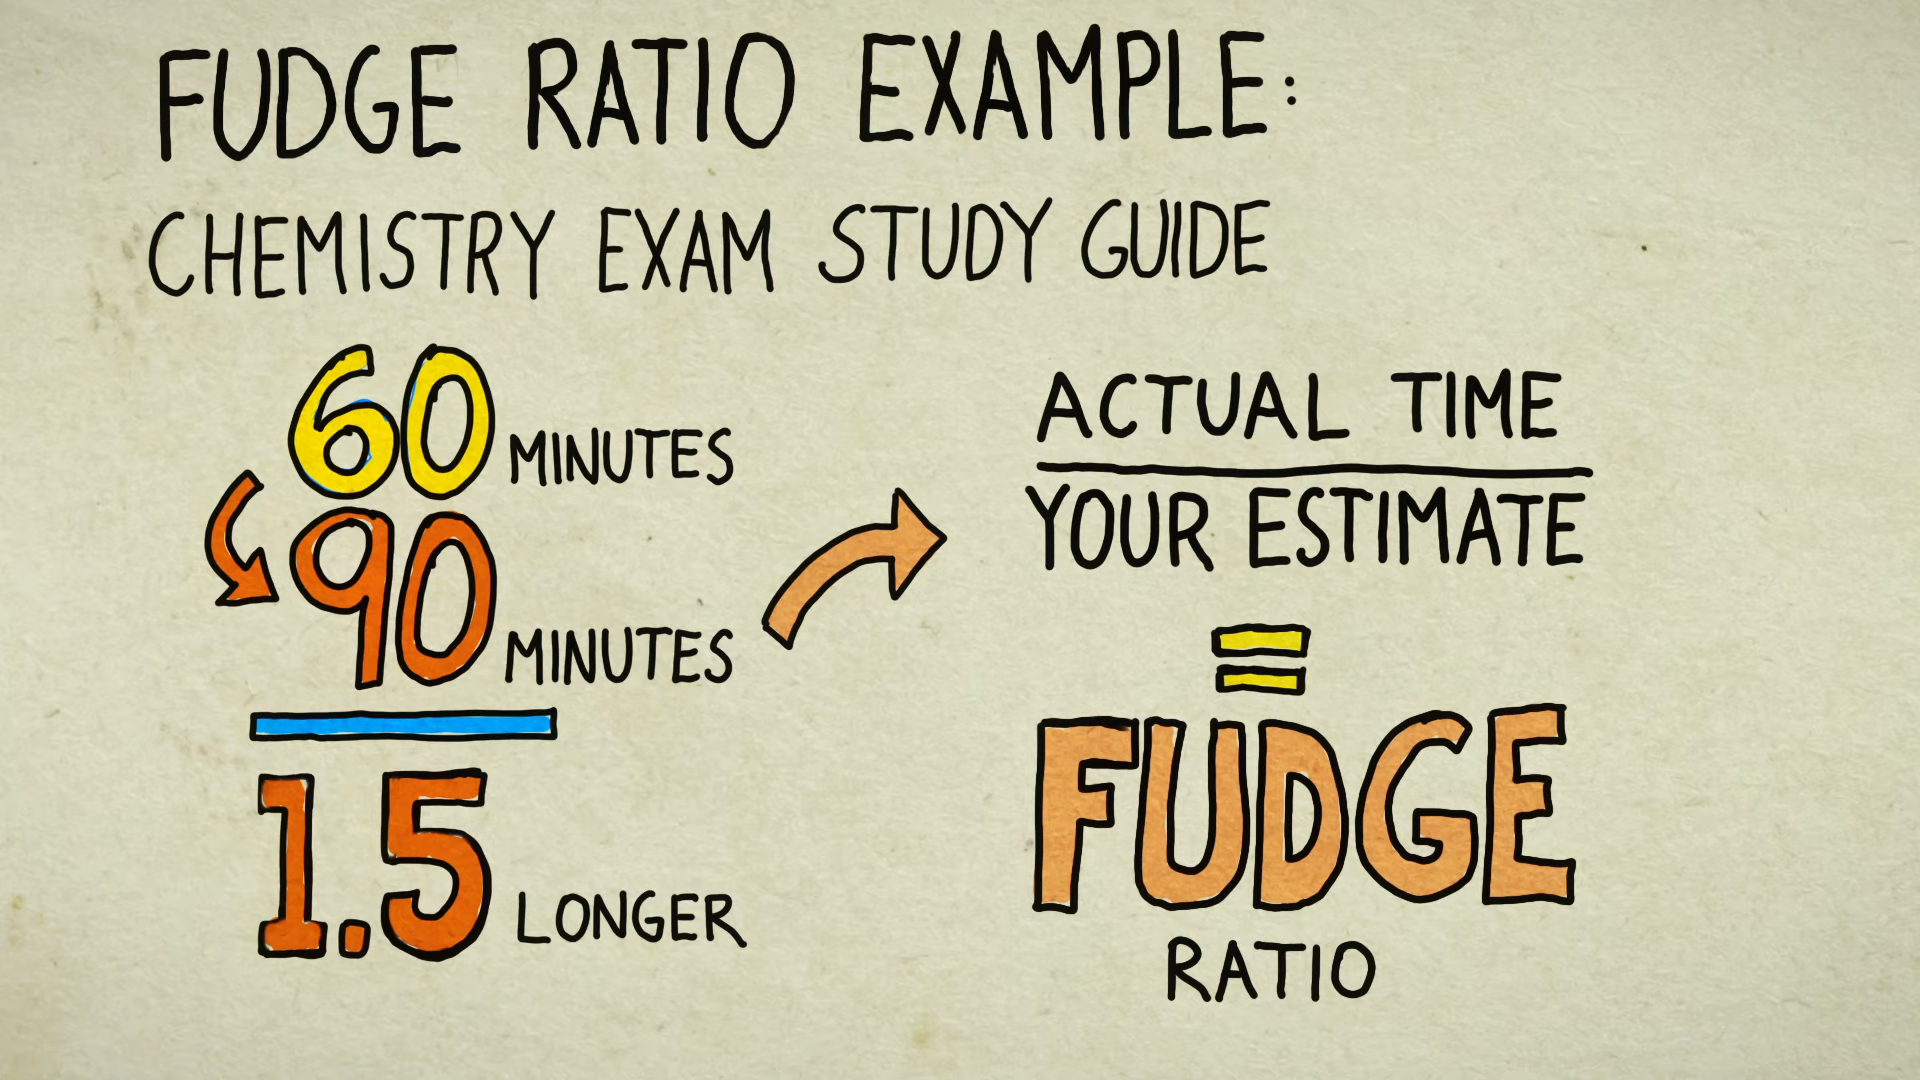 FUDGE RATIO EXAMPLE:
CHEMISTRY EXAM STUDY GUIDE
60 MINUTES
90 MINUTES
1.5 LONGER
ACTUAL TIME
YOUR ESTIMATE
=
FUDGE
RATIO